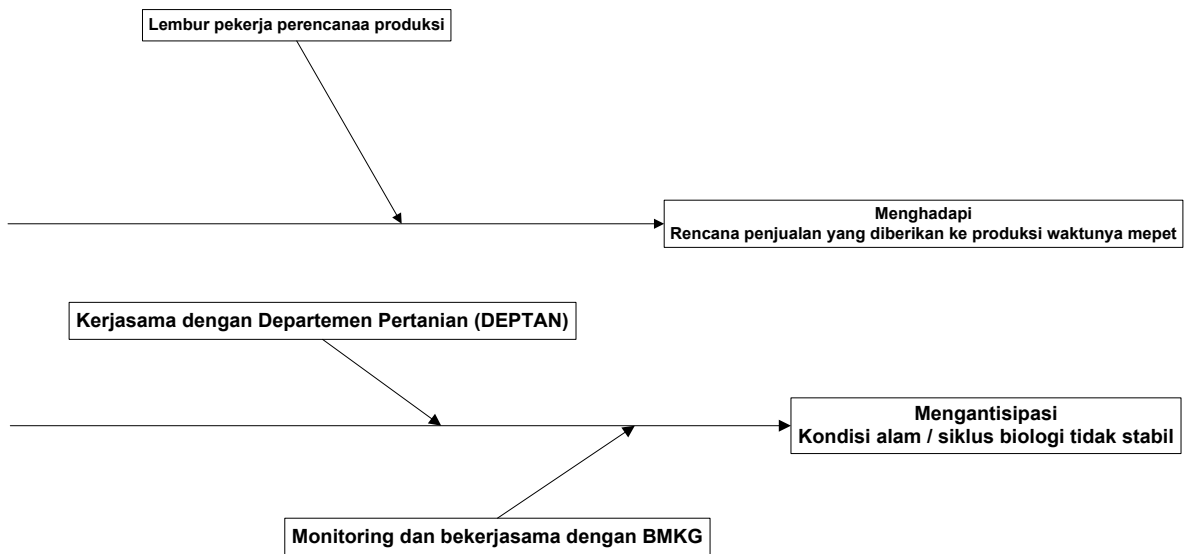 Lembur pekerja perencanaa produksi
Menghadapi
Rencana penjualan yang diberikan ke produksi waktunya mepet
Kerjasama dengan Departemen Pertanian (DEPTAN)
Mengantisipasi
Kondisi alam / siklus biologi tidak stabil
Monitoring dan bekerjasama dengan BMKG